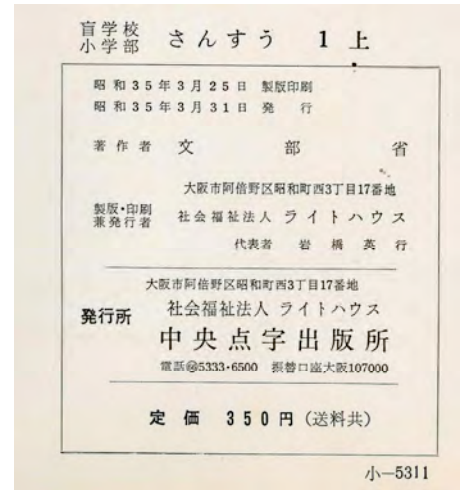 盲学校
小学部 さんすう 1 上
昭和35年3月25日 製版印刷
昭和35年3月31日 発行
著作者 文部省
大阪市阿倍野区昭和町西3丁目17番地
製版・印刷
兼発行者 社会福祉法人 ライトハウス
代表者 岩橋英行
大阪市阿倍野区昭和町西3丁目17番地
発行所 社会福祉法人 ライトハウス
中央点字出版所
電話 5333・6500 振替口座大阪107000
定価 350円(送料共)
小—5311